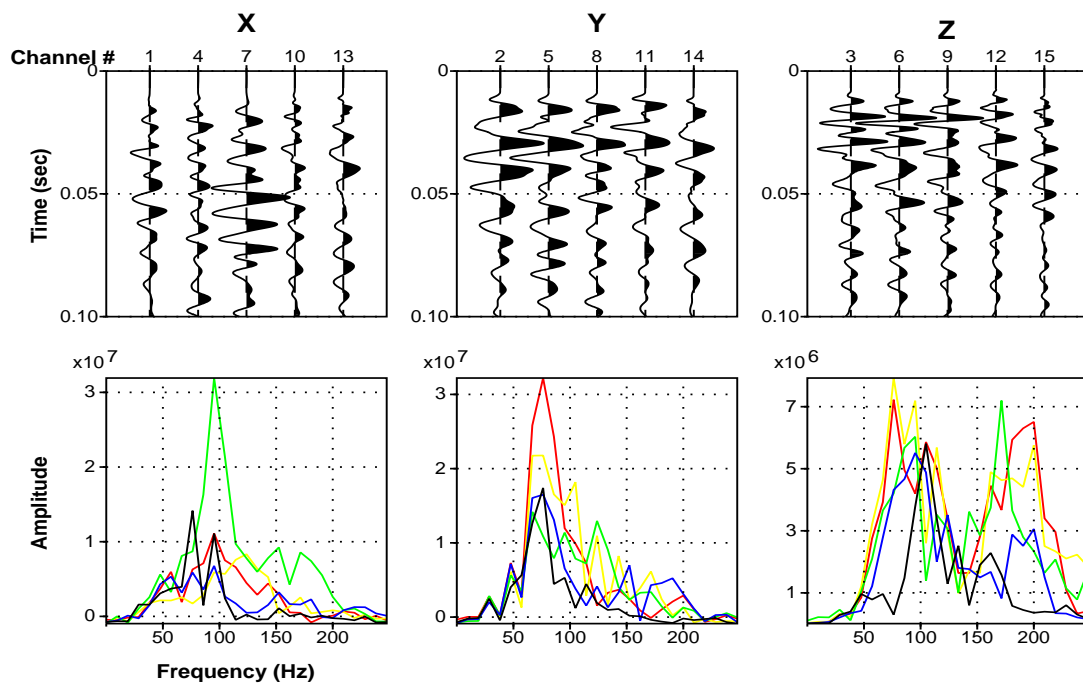 X Y Z
Channel # 1 4 7 10 13 2 5 8 11 14 3 6 9 12 15
0 0 0
Time (sec)
0.05 0.05 0.05
0.10 0.10 0.10
x10⁷ x10⁷ x10⁶
3 3 7
2 2 5
Amplitude
1 1 3
0 0 1
50 100 150 200 50 100 150 200 50 100 150 200
Frequency (Hz)